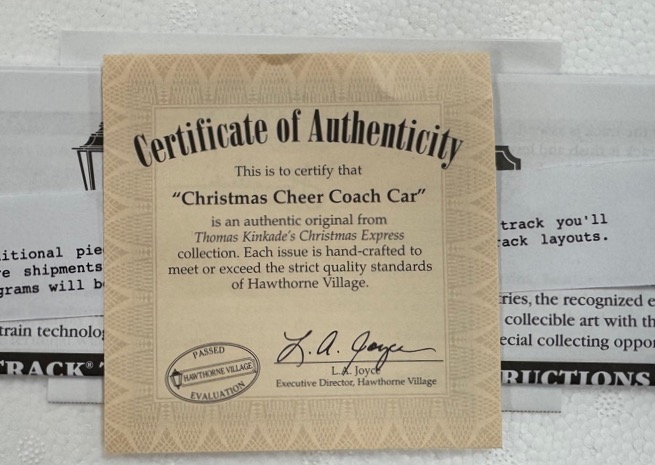 Certificate of Authenticity
This is to certify that
"Christmas Cheer Coach Car"
is an authentic original from
Thomas Kinkade's Christmas Express
collection. Each issue is hand-crafted to
meet or exceed the strict quality standards
of Hawthorne Village.
PASSED
HAWTHORNE VILLAGE
EVALUATION
L. A. Joyce
L.A. Joyce
Executive Director, Hawthorne Village
itional pie
e shipments
grams will b
train technolo
TRACK®
track you'll
ack layouts.
ries, the recognized e
collectible art with th
ecial collecting oppor
RUCTIONS